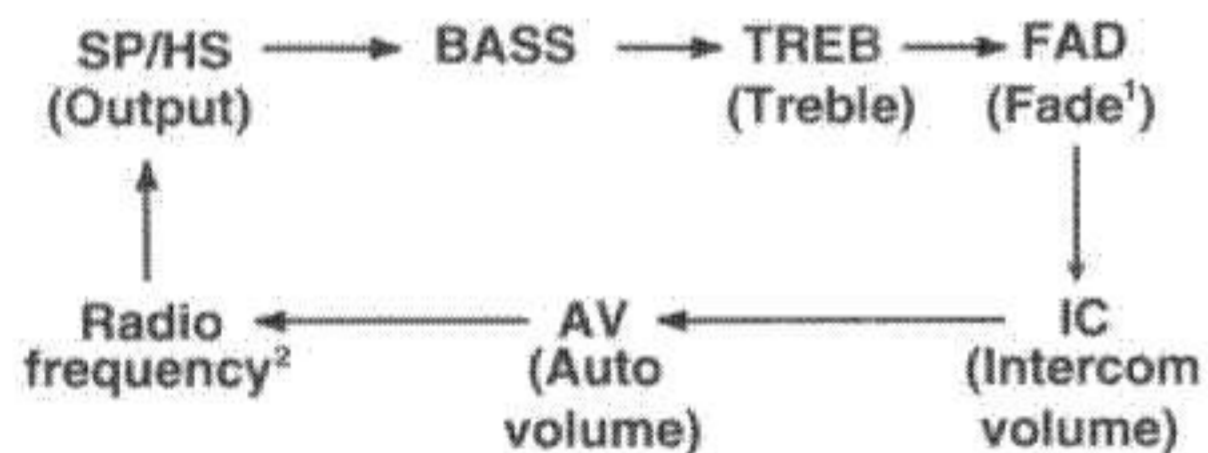 SP/HS
(Output)
BASS
TREB
(Treble)
FAD
(Fade¹)
Radio
frequency²
AV
(Auto
volume)
IC
(Intercom
volume)